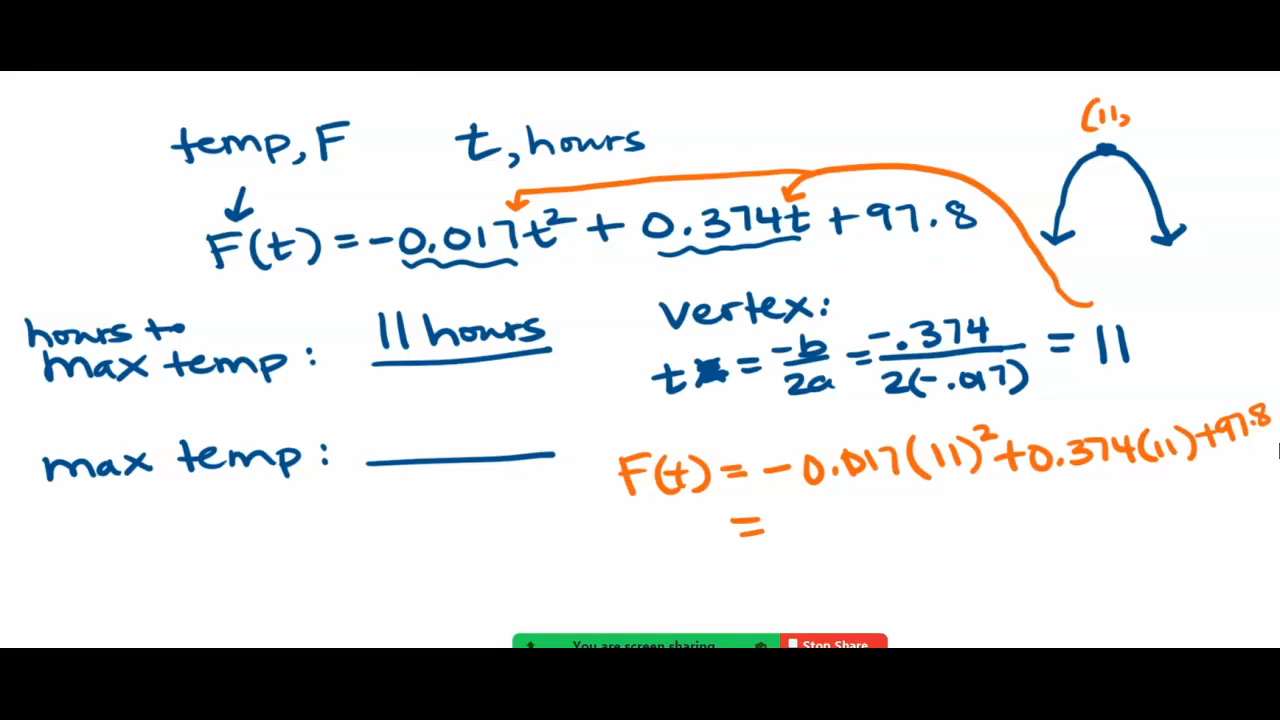 (11,
temp, F t, hours
F(t) = -0.017t² + 0.374t + 97.8
hours to
max temp: 11 hours
vertex:
t = -b/2a = -.374/2(-.017) = 11
max temp:
F(t) = -0.017(11)² + 0.374(11) + 97.8
=
You are screen sharing Stop Share